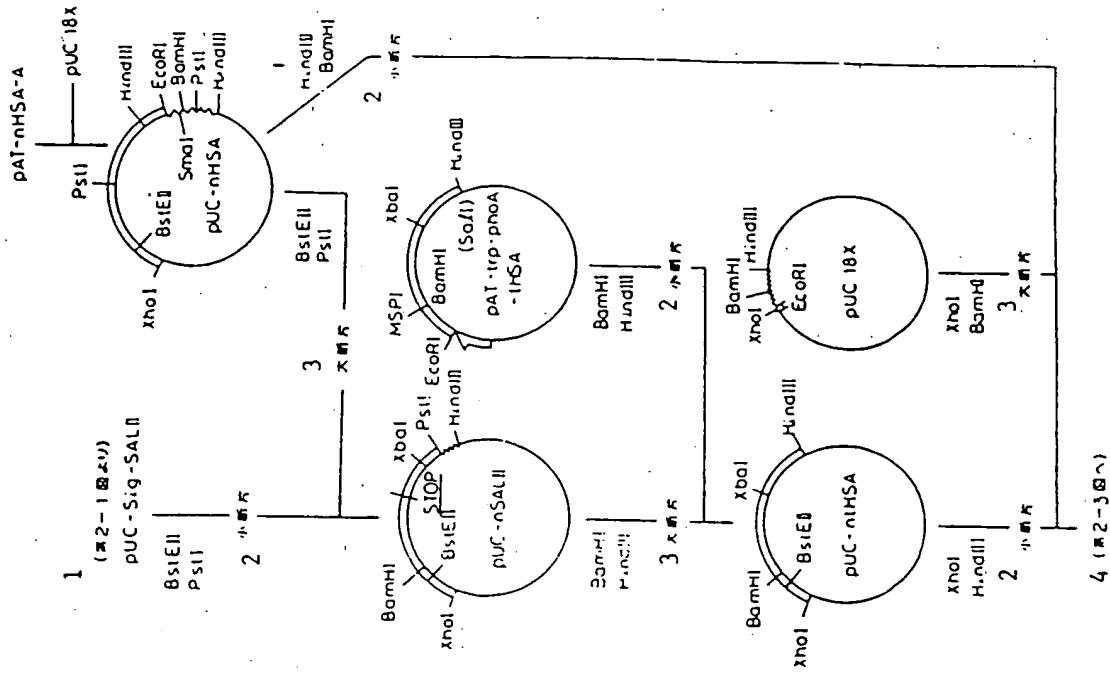 1
(第2-1図より)
pUC-Sig-SALII
BstEII
PstI
2
小断片
pAT-nHSA-A
pUC 18X
PstI
HindIII
EcoRI
BamHI
PstI
HindIII
SmaI
BstEII
XhoI
pUC-nHSA
BstEII
PstI
3
大断片
1
HindIII
BamHI
2
小断片
BamHI
XbaI
PstI
HindIII
STOP
BstEII
XhoI
pUC-nSALII
BamHI
HindIII
3
大断片
MSPI
BamHI
XbaI
(SalI)
HindIII
EcoRI
pAT-trp-phoA
-tHSA
BamHI
HindIII
2
小断片
BamHI
XbaI
HindIII
BstEII
XhoI
pUC-ntHSA
XhoI
HindIII
2
小断片
BamHI
HindIII
XhoI
EcoRI
pUC 18X
XhoI
BamHI
3
大断片
4
(第2-3図へ)